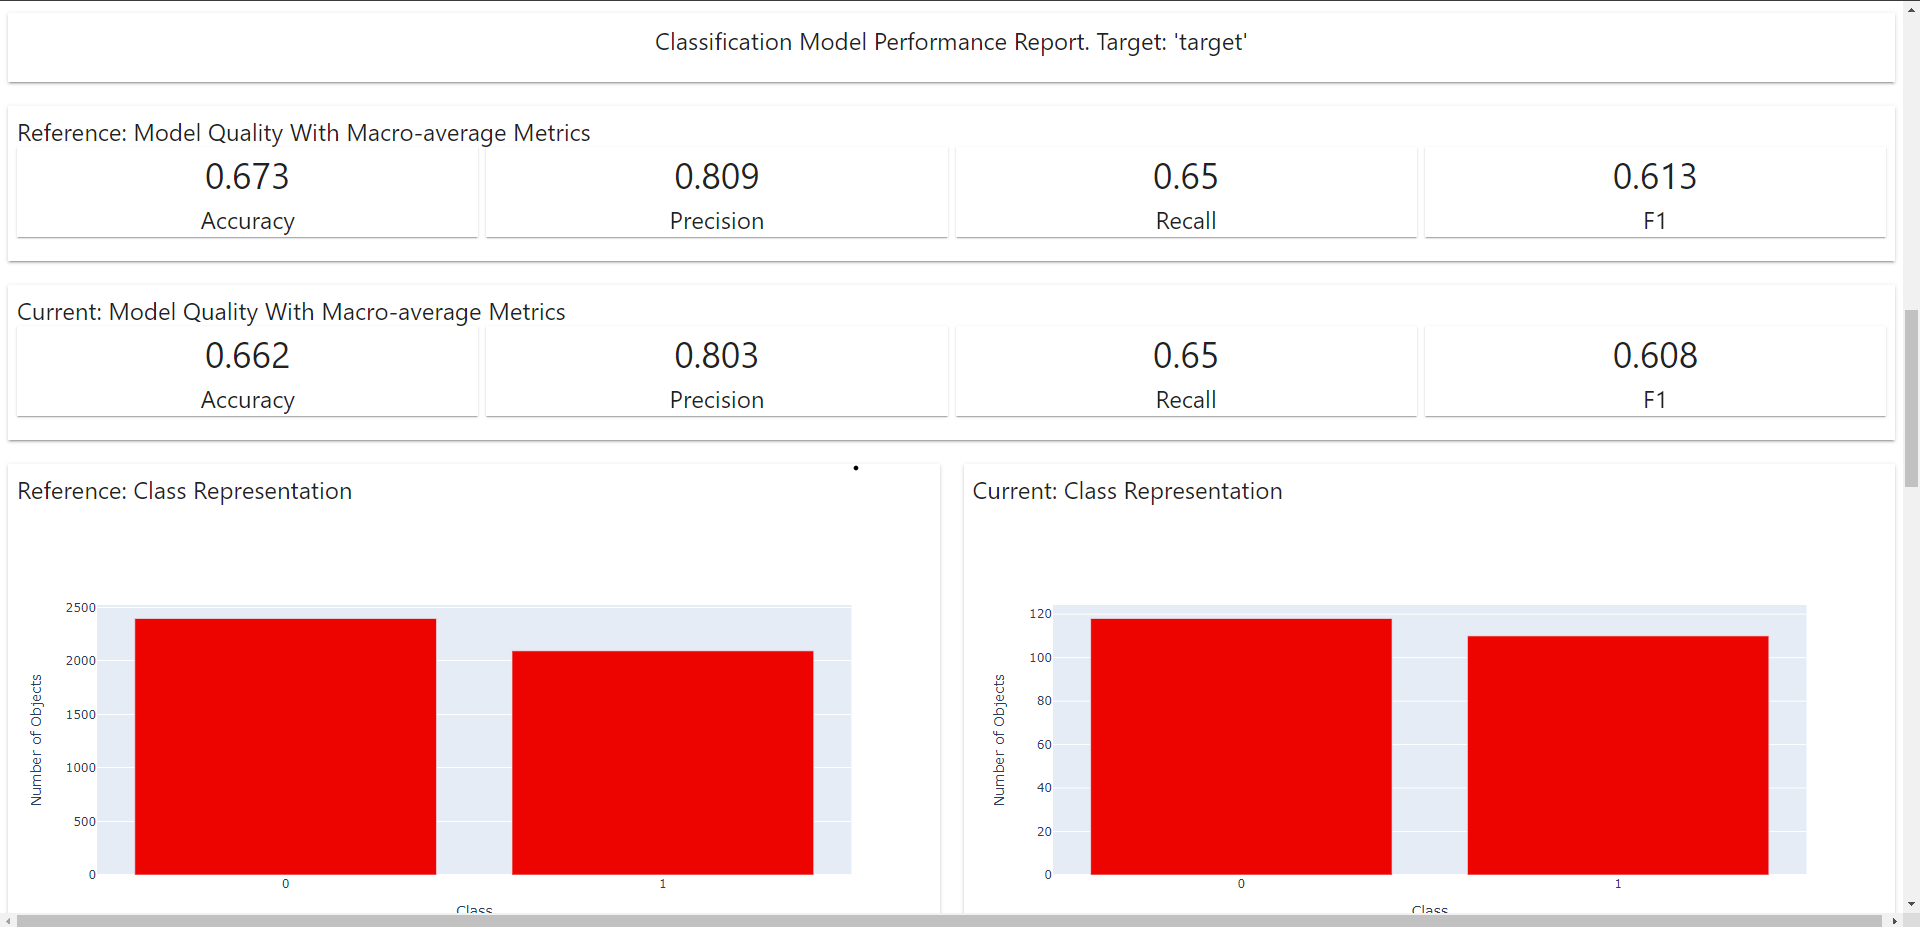 Classification Model Performance Report. Target: 'target'
Reference: Model Quality With Macro-average Metrics
0.673
Accuracy
0.809
Precision
0.65
Recall
0.613
F1
Current: Model Quality With Macro-average Metrics
0.662
Accuracy
0.803
Precision
0.65
Recall
0.608
F1
Reference: Class Representation
2500
2000
1500
1000
500
0
Number of Objects
0
1
Class
Current: Class Representation
120
100
80
60
40
20
0
Number of Objects
0
1
Class